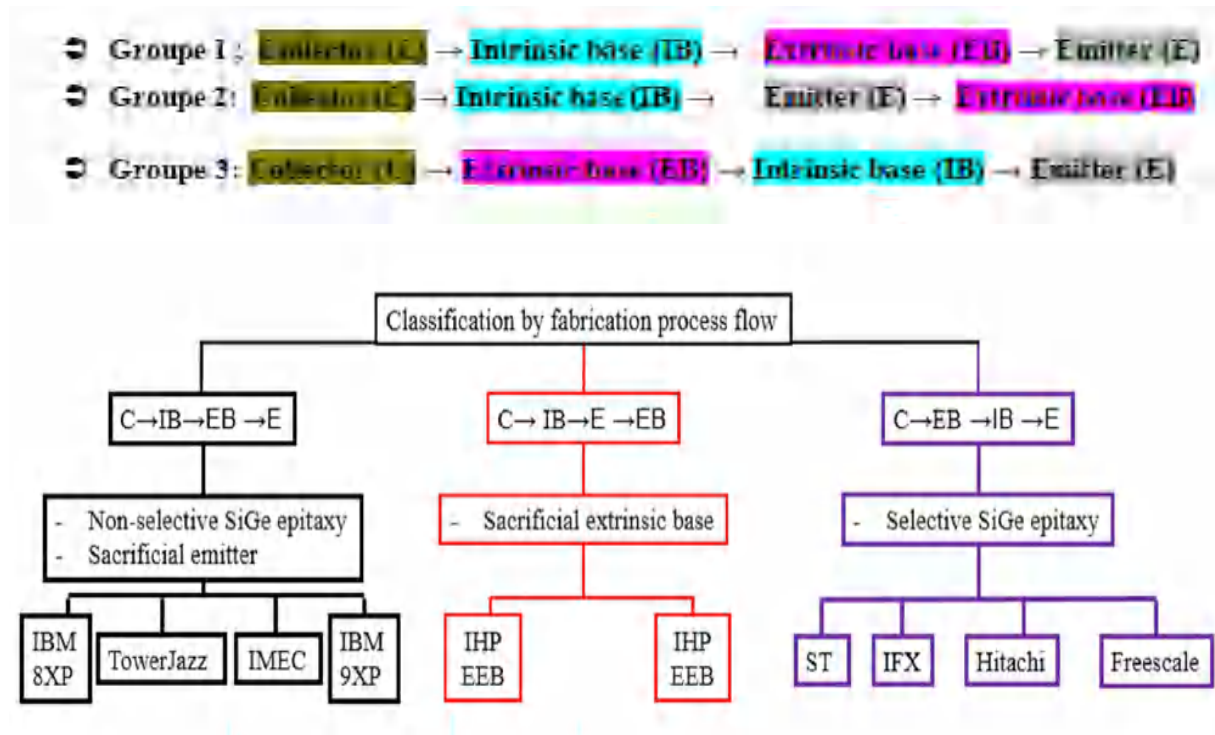 Groupe 1 : Collector (C) → Intrinsic base (IB) → Extrinsic base (EB) → Emitter (E)
Groupe 2: Collector (C) → Intrinsic base (IB) → Emitter (E) → Extrinsic base (EB)
Groupe 3: Collector (C) → Extrinsic base (EB) → Intrinsic base (IB) → Emitter (E)
Classification by fabrication process flow
C→IB→EB →E
C→ IB→E →EB
C→EB →IB →E
- Non-selective SiGe epitaxy
- Sacrificial emitter
- Sacrificial extrinsic base
- Selective SiGe epitaxy
IBM
8XP
TowerJazz
IMEC
IBM
9XP
IHP
EEB
IHP
EEB
ST
IFX
Hitachi
Freescale